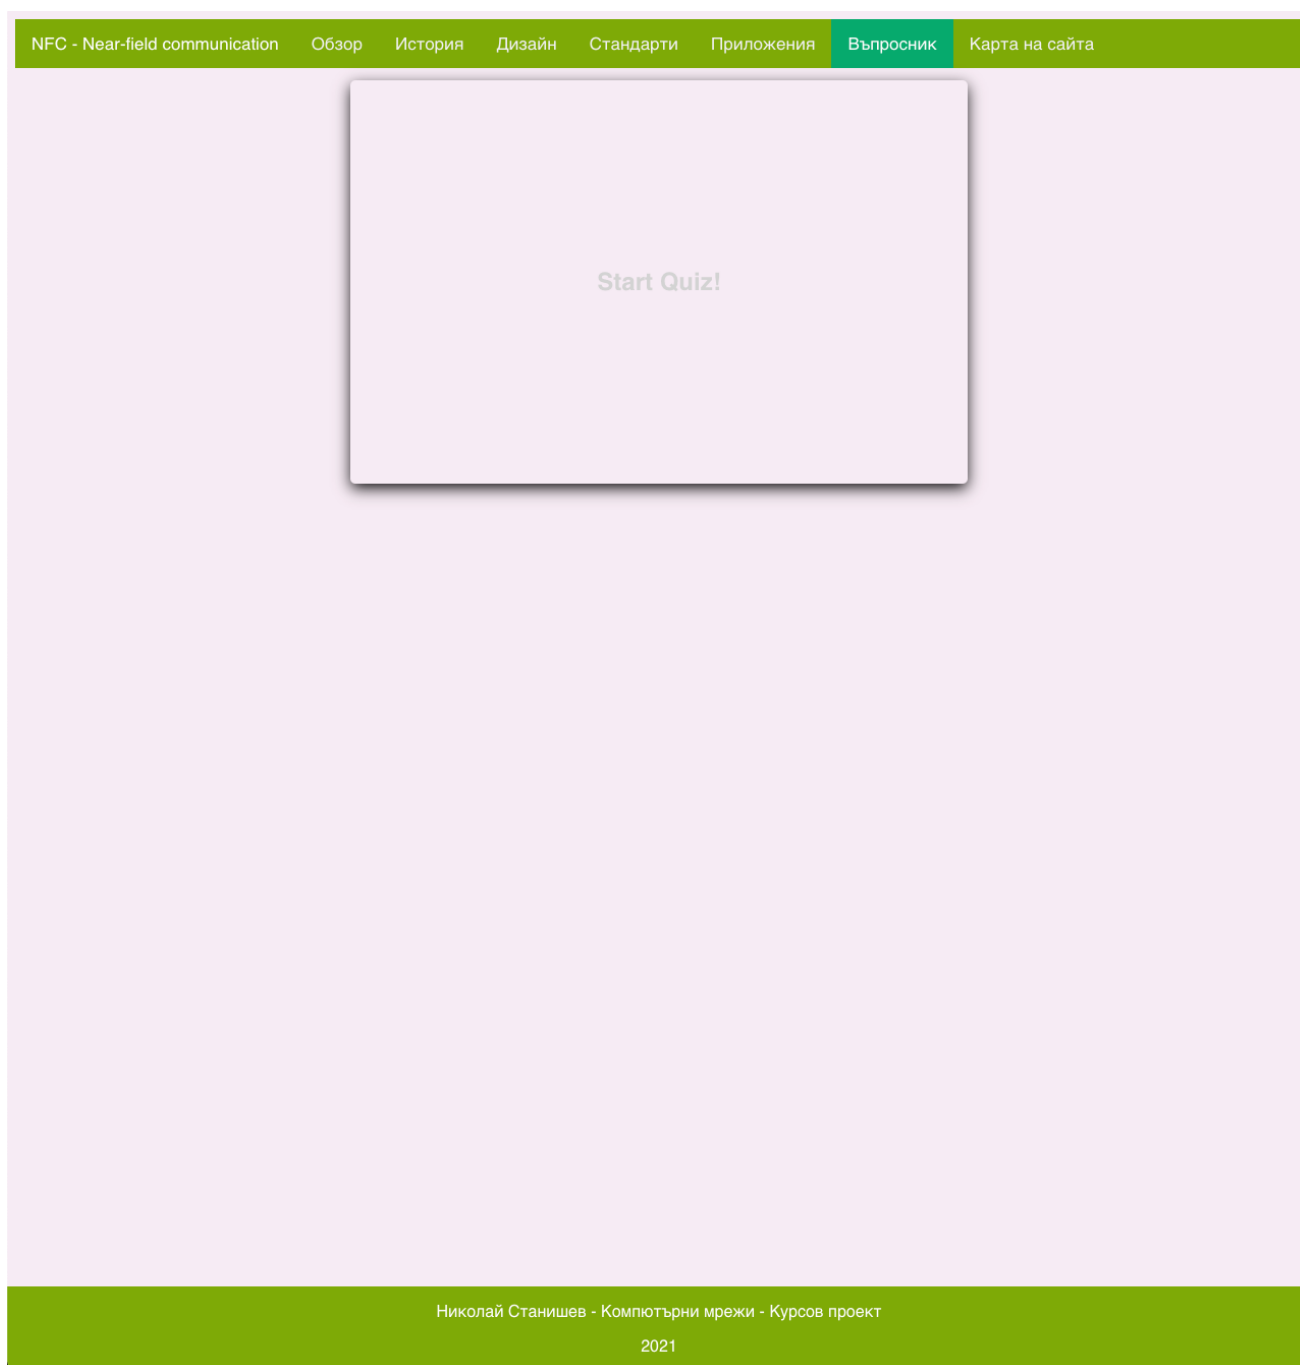 NFC - Near-field communication Обзор История Дизайн Стандарти Приложения Въпросник Карта на сайта
Start Quiz!
Николай Станишев - Компютърни мрежи - Курсов проект
2021